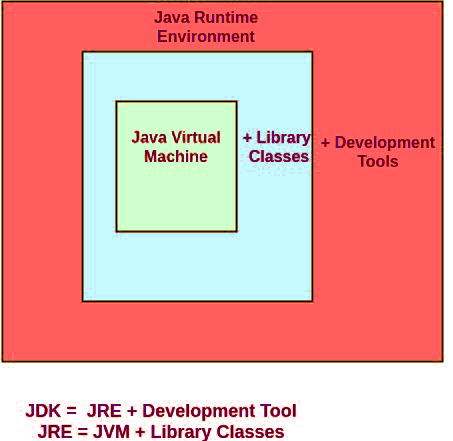 Java Runtime
Environment
Java Virtual
Machine
+ Library
Classes
+ Development
Tools
JDK = JRE + Development Tool
JRE = JVM + Library Classes